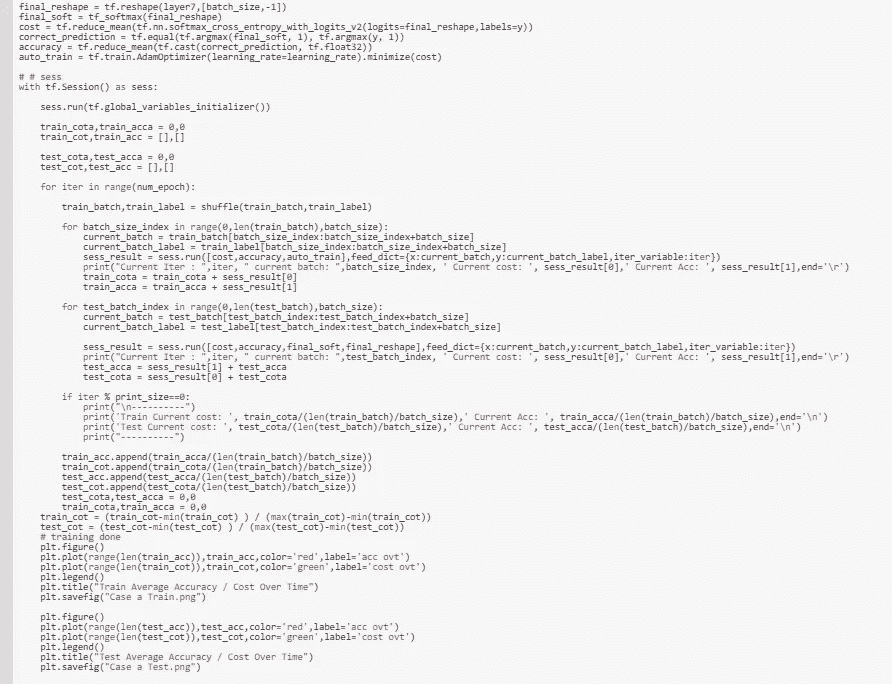 final_reshape = tf.reshape(layer7,[batch_size,-1])
final_soft = tf_softmax(final_reshape)
cost = tf.reduce_mean(tf.nn.softmax_cross_entropy_with_logits_v2(logits=final_reshape,labels=y))
correct_prediction = tf.equal(tf.argmax(final_soft, 1), tf.argmax(y, 1))
accuracy = tf.reduce_mean(tf.cast(correct_prediction, tf.float32))
auto_train = tf.train.AdamOptimizer(learning_rate=learning_rate).minimize(cost)
# # sess
with tf.Session() as sess:
sess.run(tf.global_variables_initializer())
train_cota,train_acca = 0,0
train_cot,train_acc = [],[]
test_cota,test_acca = 0,0
test_cot,test_acc = [],[]
for iter in range(num_epoch):
train_batch,train_label = shuffle(train_batch,train_label)
for batch_size_index in range(0,len(train_batch),batch_size):
current_batch = train_batch[batch_size_index:batch_size_index+batch_size]
current_batch_label = train_label[batch_size_index:batch_size_index+batch_size]
sess_result = sess.run([cost,accuracy,auto_train],feed_dict={x:current_batch,y:current_batch_label,iter_variable:iter})
print("Current Iter : ",iter, " current batch: ",batch_size_index, ' Current cost: ', sess_result[0],' Current Acc: ', sess_result[1],end='\r')
train_cota = train_cota + sess_result[0]
train_acca = train_acca + sess_result[1]
for test_batch_index in range(0,len(test_batch),batch_size):
current_batch = test_batch[test_batch_index:test_batch_index+batch_size]
current_batch_label = test_label[test_batch_index:test_batch_index+batch_size]
sess_result = sess.run([cost,accuracy,final_soft,final_reshape],feed_dict={x:current_batch,y:current_batch_label,iter_variable:iter})
print("Current Iter : ",iter, " current batch: ",test_batch_index, ' Current cost: ', sess_result[0],' Current Acc: ', sess_result[1],end='\r')
test_acca = sess_result[1] + test_acca
test_cota = sess_result[0] + test_cota
if iter % print_size==0:
print("\n----------")
print('Train Current cost: ', train_cota/(len(train_batch)/batch_size),' Current Acc: ', train_acca/(len(train_batch)/batch_size),end='\n')
print('Test Current cost: ', test_cota/(len(test_batch)/batch_size),' Current Acc: ', test_acca/(len(test_batch)/batch_size),end='\n')
print("----------")
train_acc.append(train_acca/(len(train_batch)/batch_size))
train_cot.append(train_cota/(len(train_batch)/batch_size))
test_acc.append(test_acca/(len(test_batch)/batch_size))
test_cot.append(test_cota/(len(test_batch)/batch_size))
test_cota,test_acca = 0,0
train_cota,train_acca = 0,0
train_cot = (train_cot-min(train_cot) ) / (max(train_cot)-min(train_cot))
test_cot = (test_cot-min(test_cot) ) / (max(test_cot)-min(test_cot))
# training done
plt.figure()
plt.plot(range(len(train_acc)),train_acc,color='red',label='acc ovt')
plt.plot(range(len(train_cot)),train_cot,color='green',label='cost ovt')
plt.legend()
plt.title("Train Average Accuracy / Cost Over Time")
plt.savefig("Case a Train.png")
plt.figure()
plt.plot(range(len(test_acc)),test_acc,color='red',label='acc ovt')
plt.plot(range(len(test_cot)),test_cot,color='green',label='cost ovt')
plt.legend()
plt.title("Test Average Accuracy / Cost Over Time")
plt.savefig("Case a Test.png")